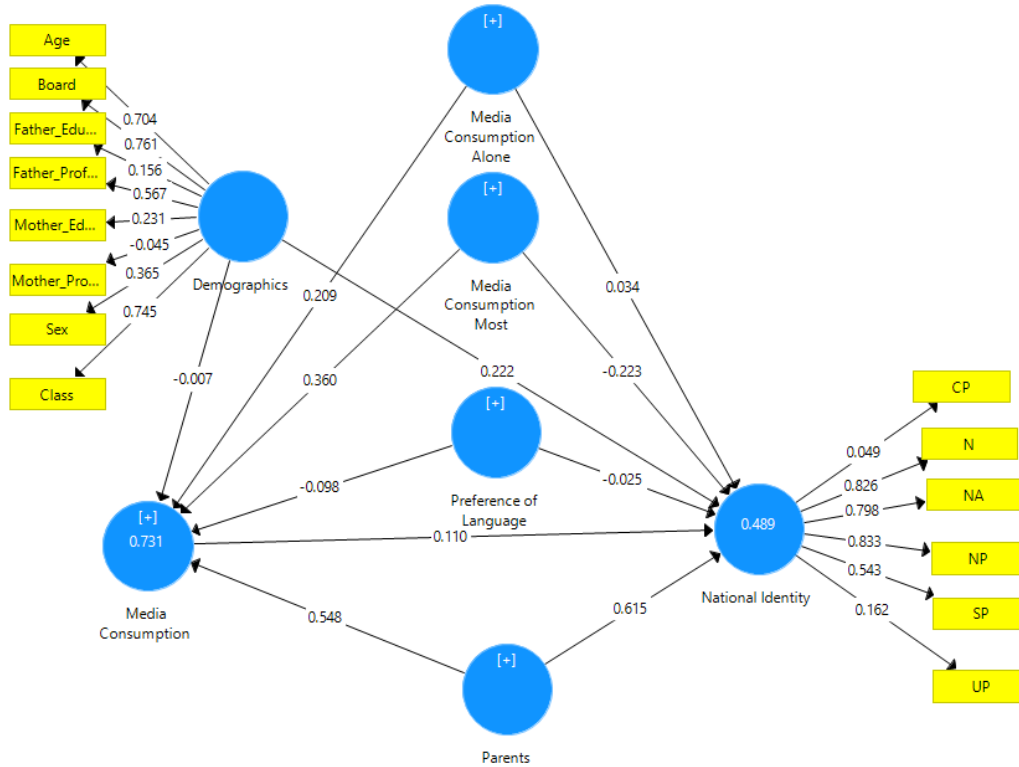 Age
Board
Father_Edu...
Father_Prof...
Mother_Ed...
Mother_Pro...
Sex
Class
0.704
0.761
0.156
0.567
0.231
-0.045
0.365
0.745
Demographics
[+]
Media
Consumption
Alone
[+]
Media
Consumption
Most
0.209
0.034
0.360
-0.223
0.222
-0.007
[+]
Preference of
Language
-0.098
-0.025
[+]
0.731
Media
Consumption
0.110
0.548
0.615
[+]
Parents
0.489
National Identity
0.049
0.826
0.798
0.833
0.543
0.162
CP
N
NA
NP
SP
UP